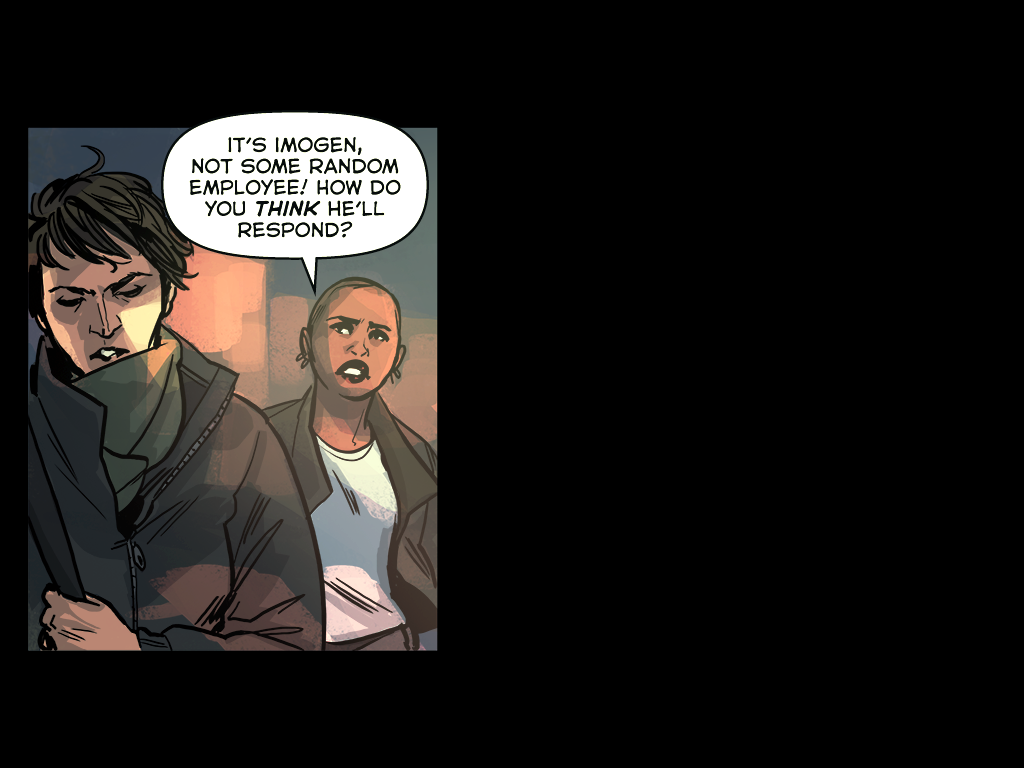 IT'S IMOGEN,
NOT SOME RANDOM
EMPLOYEE! HOW DO
YOU THINK HE'LL
RESPOND?